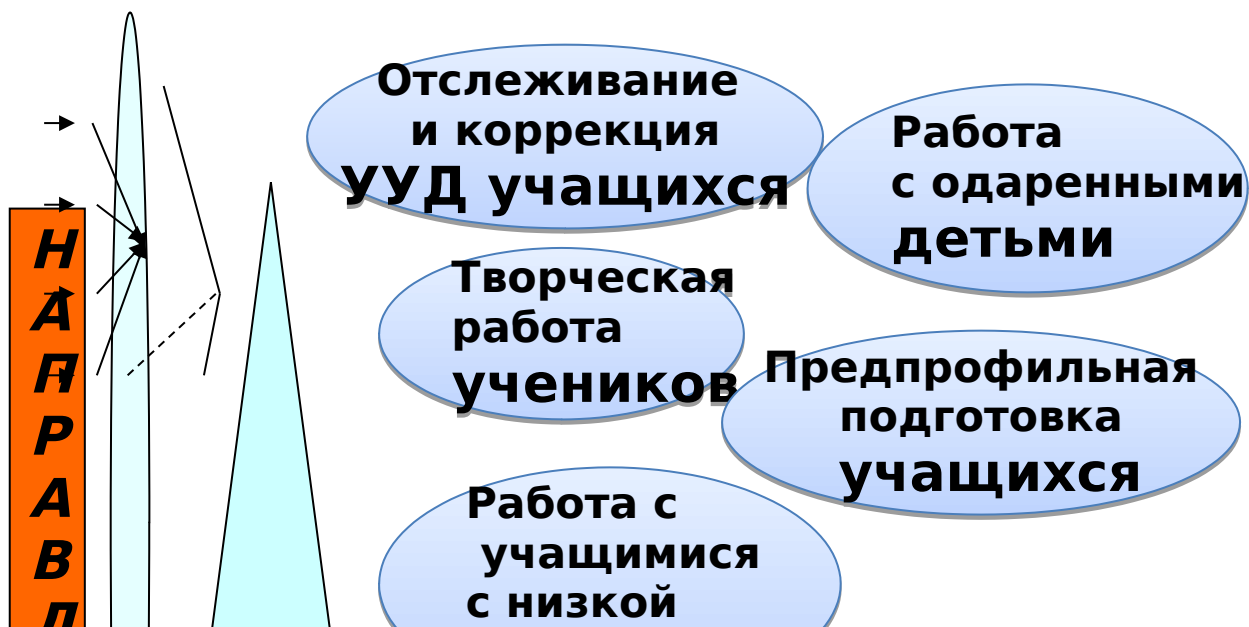 Н
А
П
Р
А
В
Л
Отслеживание
и коррекция
УУД учащихся
Работа
с одаренными
детьми
Творческая
работа
учеников
Предпрофильная
подготовка
учащихся
Работа с
учащимися
с низкой